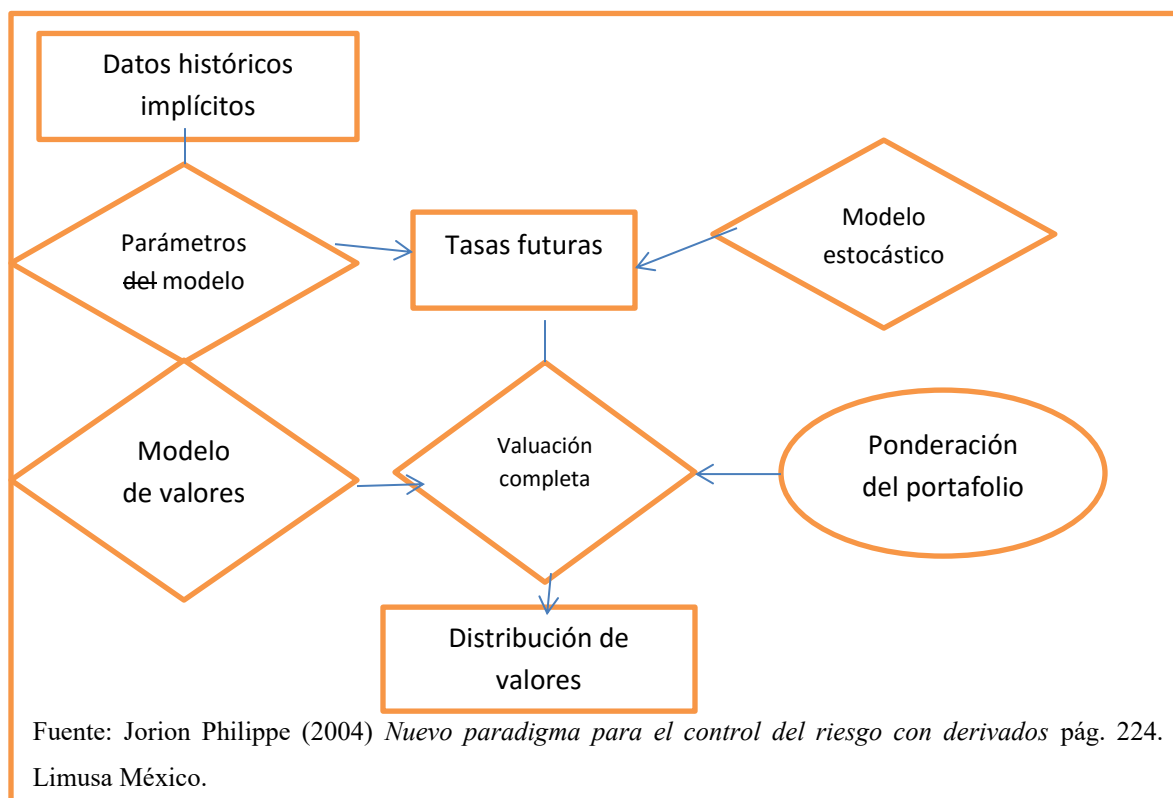 Datos históricos
implícitos
Parámetros
del modelo
Tasas futuras
Modelo
estocástico
Modelo
de valores
Valuación
completa
Ponderación
del portafolio
Distribución de
valores
Fuente: Jorion Philippe (2004) Nuevo paradigma para el control del riesgo con derivados pág. 224.
Limusa México.